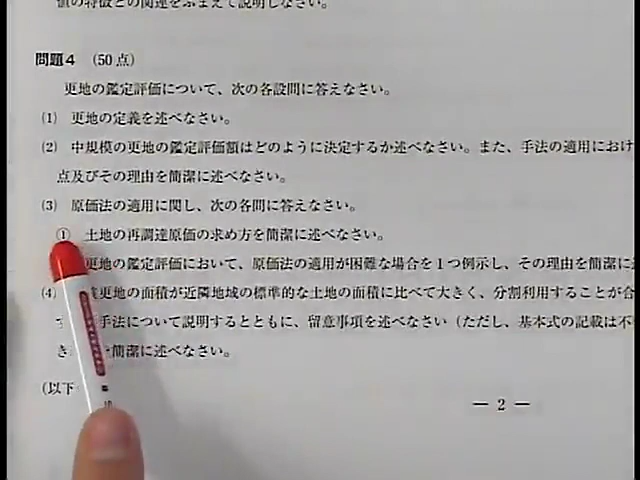 値の特徴との関連をふまえて説明しなさい。
問題4 (50点)
更地の鑑定評価について、次の各設問に答えなさい。
(1) 更地の定義を述べなさい。
(2) 中規模の更地の鑑定評価額はどのように決定するか述べなさい。また、手法の適用におけ
点及びその理由を簡潔に述べなさい。
(3) 原価法の適用に関し、次の各問に答えなさい。
① 土地の再調達原価の求め方を簡潔に述べなさい。
更地の鑑定評価において、原価法の適用が困難な場合を1つ例示し、その理由を簡潔に
(4) 更地の面積が近隣地域の標準的な土地の面積に比べて大きく、分割利用することが合
手法について説明するとともに、留意事項を述べなさい(ただし、基本式の記載は不
き 簡潔に述べなさい。
(以下
― 2 ―